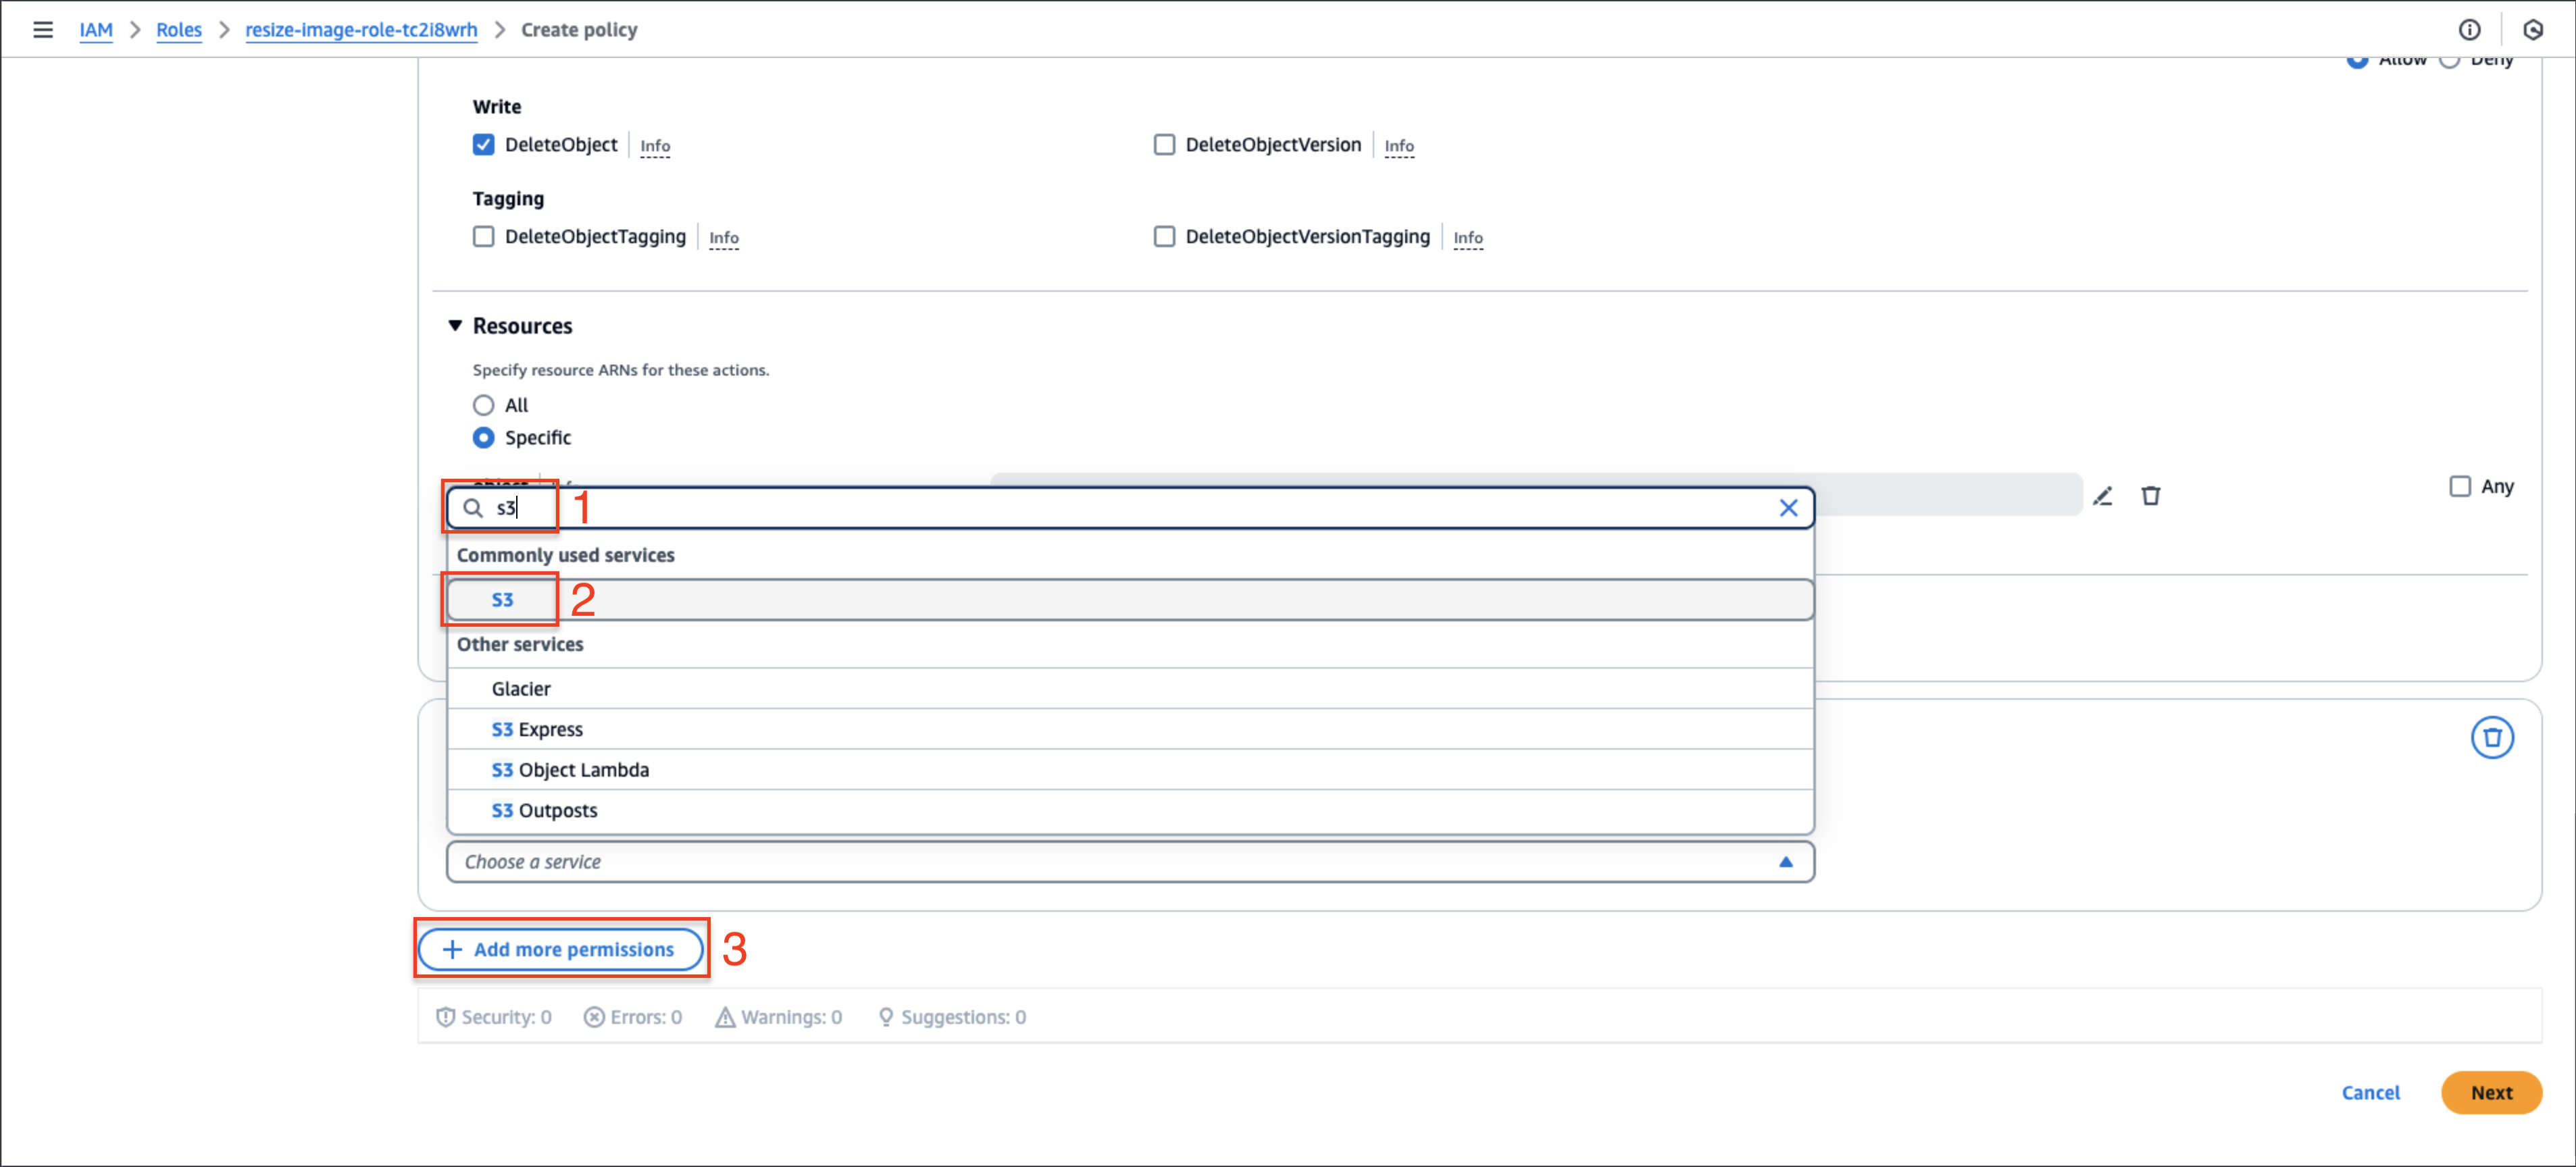 IAM > Roles > resize-image-role-tc2i8wrh > Create policy
Allow Deny
Write
DeleteObject Info DeleteObjectVersion Info
Tagging
DeleteObjectTagging Info DeleteObjectVersionTagging Info
Resources
Specify resource ARNs for these actions.
All
Specific
Any
s3 1
Commonly used services
S3 2
Other services
Glacier
S3 Express
S3 Object Lambda
S3 Outposts
Choose a service
+ Add more permissions 3
Security: 0 Errors: 0 Warnings: 0 Suggestions: 0
Cancel Next